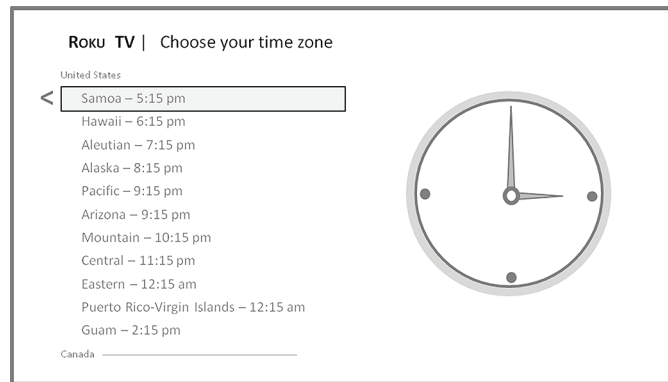 ROKU TV | Choose your time zone
United States
<
Samoa – 5:15 pm
Hawaii – 6:15 pm
Aleutian – 7:15 pm
Alaska – 8:15 pm
Pacific – 9:15 pm
Arizona – 9:15 pm
Mountain – 10:15 pm
Central – 11:15 pm
Eastern – 12:15 am
Puerto Rico-Virgin Islands – 12:15 am
Guam – 2:15 pm
Canada